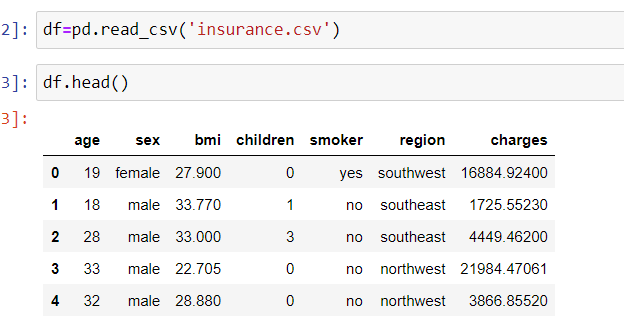 2]: df=pd.read_csv('insurance.csv')
3]: df.head()
3]:
age sex bmi children smoker region charges
0 19 female 27.900 0 yes southwest 16884.92400
1 18 male 33.770 1 no southeast 1725.55230
2 28 male 33.000 3 no southeast 4449.46200
3 33 male 22.705 0 no northwest 21984.47061
4 32 male 28.880 0 no northwest 3866.85520